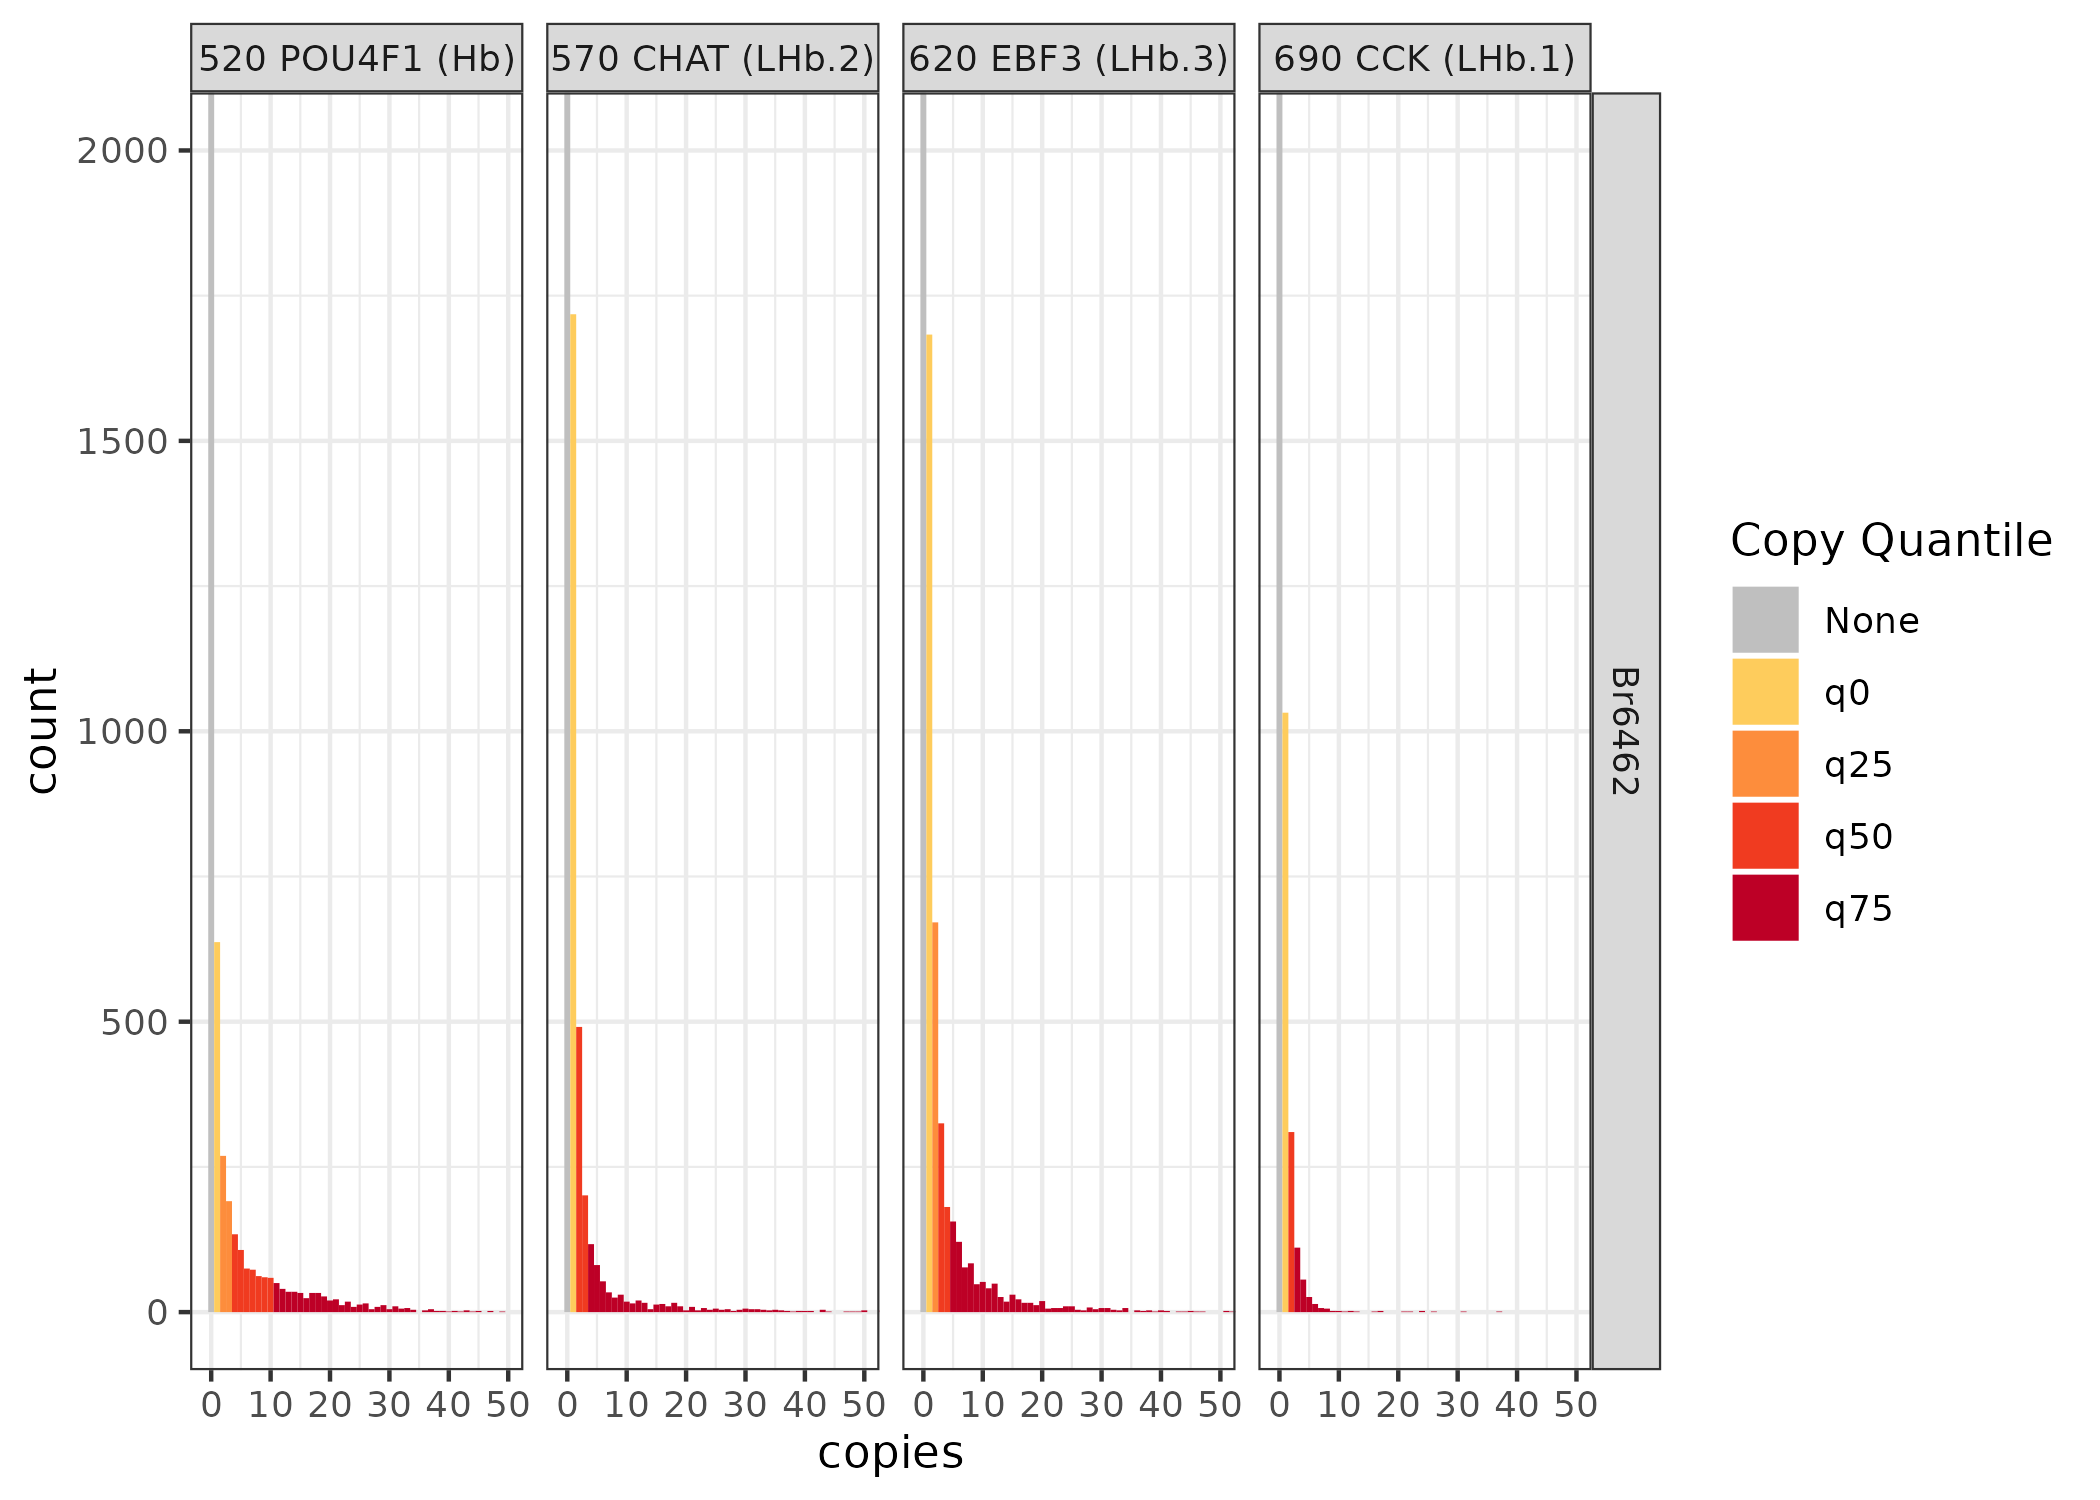 520 POU4F1 (Hb) 570 CHAT (LHb.2) 620 EBF3 (LHb.3) 690 CCK (LHb.1)
2000
1500
1000
500
0
count
Br6462
0 10 20 30 40 50 0 10 20 30 40 50 0 10 20 30 40 50 0 10 20 30 40 50
copies
Copy Quantile
None
q0
q25
q50
q75